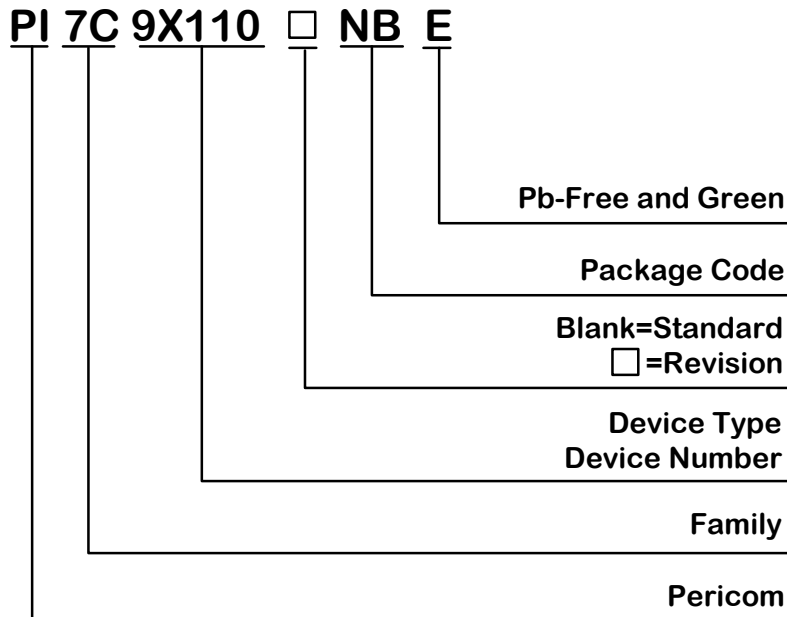 PI 7C 9X110 □ NB E
Pb-Free and Green
Package Code
Blank=Standard
□=Revision
Device Type
Device Number
Family
Pericom